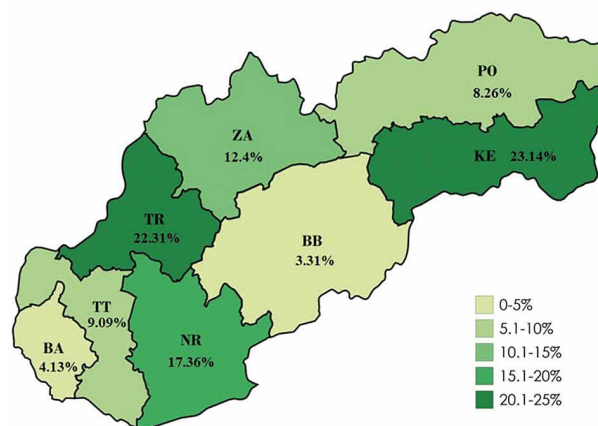 PO
8.26%
ZA
12.4%
KE 23.14%
TR
22.31%
BB
3.31%
TT
9.09%
NR
17.36%
BA
4.13%
0-5%
5.1-10%
10.1-15%
15.1-20%
20.1-25%